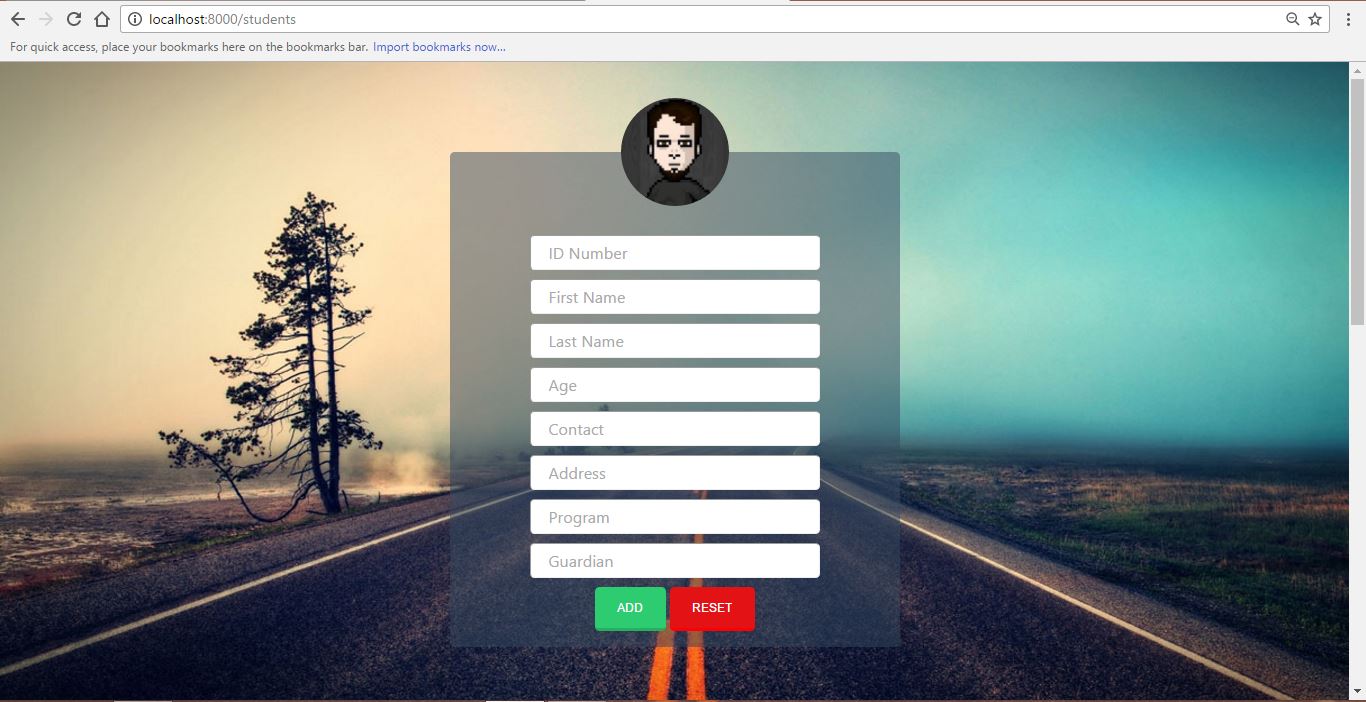 localhost:8000/students
For quick access, place your bookmarks here on the bookmarks bar. Import bookmarks now...
ID Number
First Name
Last Name
Age
Contact
Address
Program
Guardian
ADD RESET